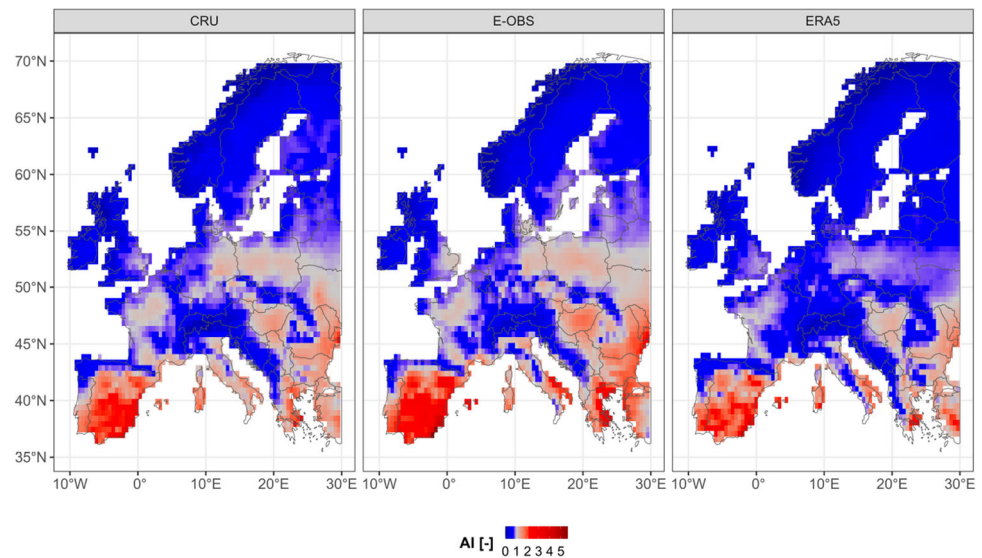 CRU E-OBS ERA5
70°N
65°N
60°N
55°N
50°N
45°N
40°N
35°N
10°W 0° 10°E 20°E 30°E 10°W 0° 10°E 20°E 30°E 10°W 0° 10°E 20°E 30°E
AI [-]
0 1 2 3 4 5